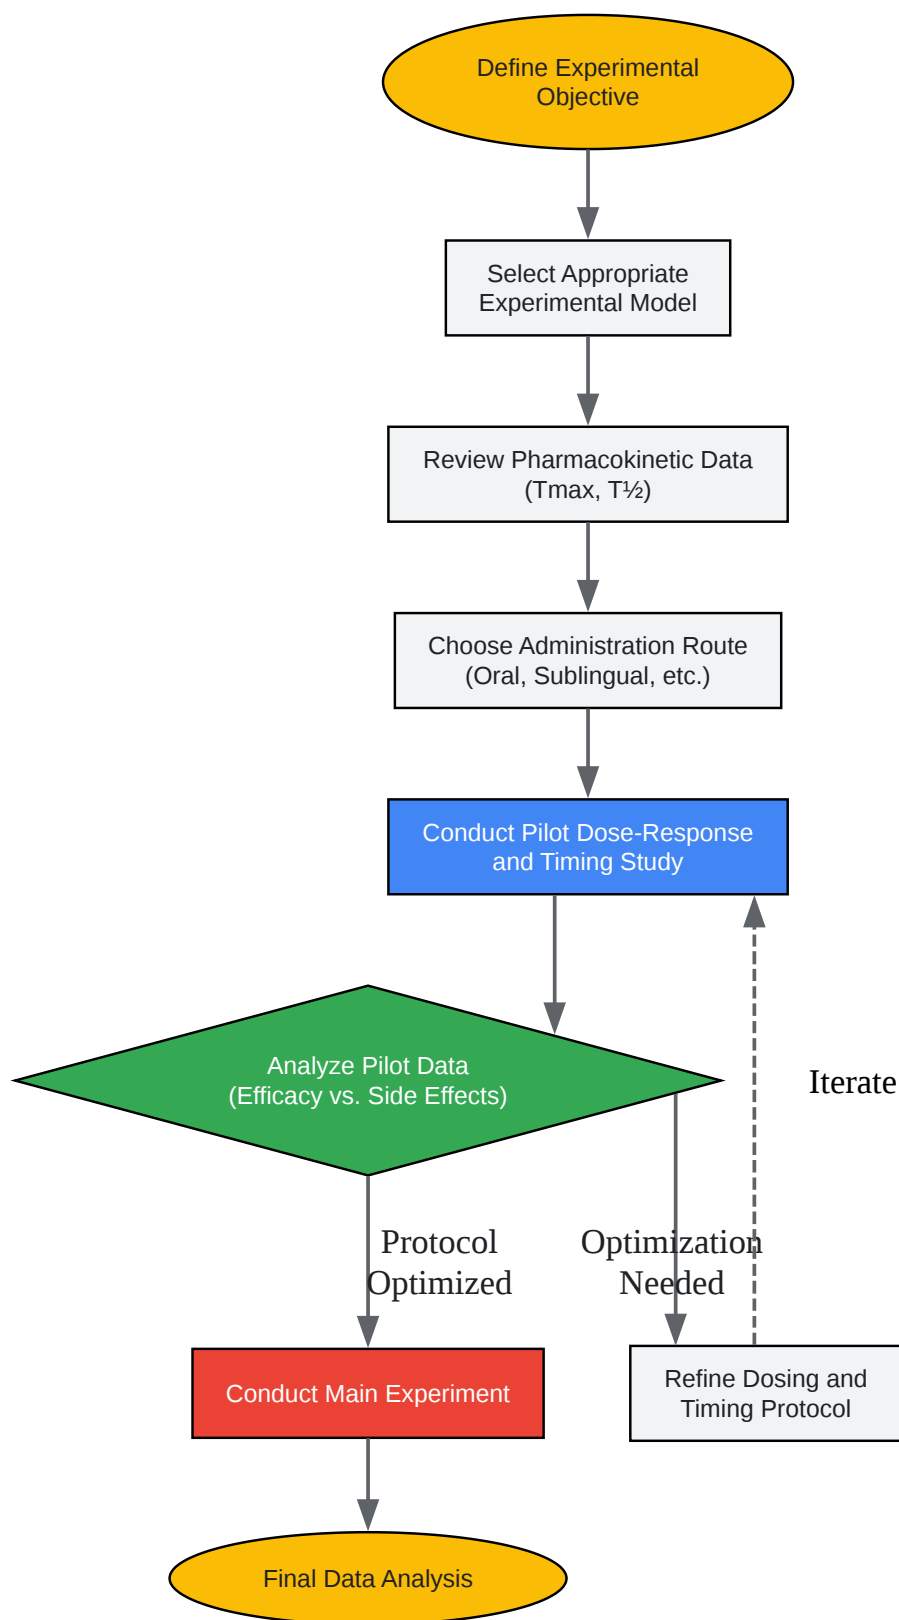 Define Experimental
Objective
Select Appropriate
Experimental Model
Review Pharmacokinetic Data
(Tmax, T½)
Choose Administration Route
(Oral, Sublingual, etc.)
Conduct Pilot Dose-Response
and Timing Study
Analyze Pilot Data
(Efficacy vs. Side Effects)
Iterate
Protocol
Optimized
Optimization
Needed
Conduct Main Experiment
Refine Dosing and
Timing Protocol
Final Data Analysis